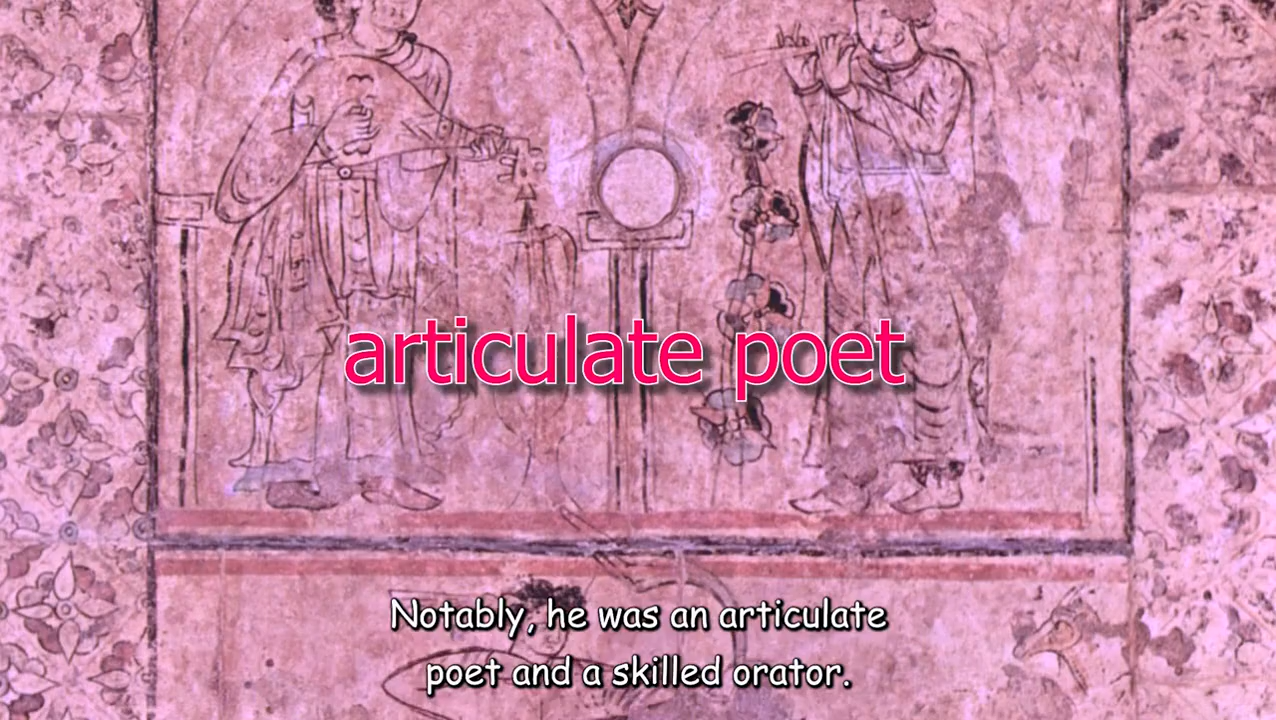 articulate poet
Notably, he was an articulate
poet and a skilled orator.